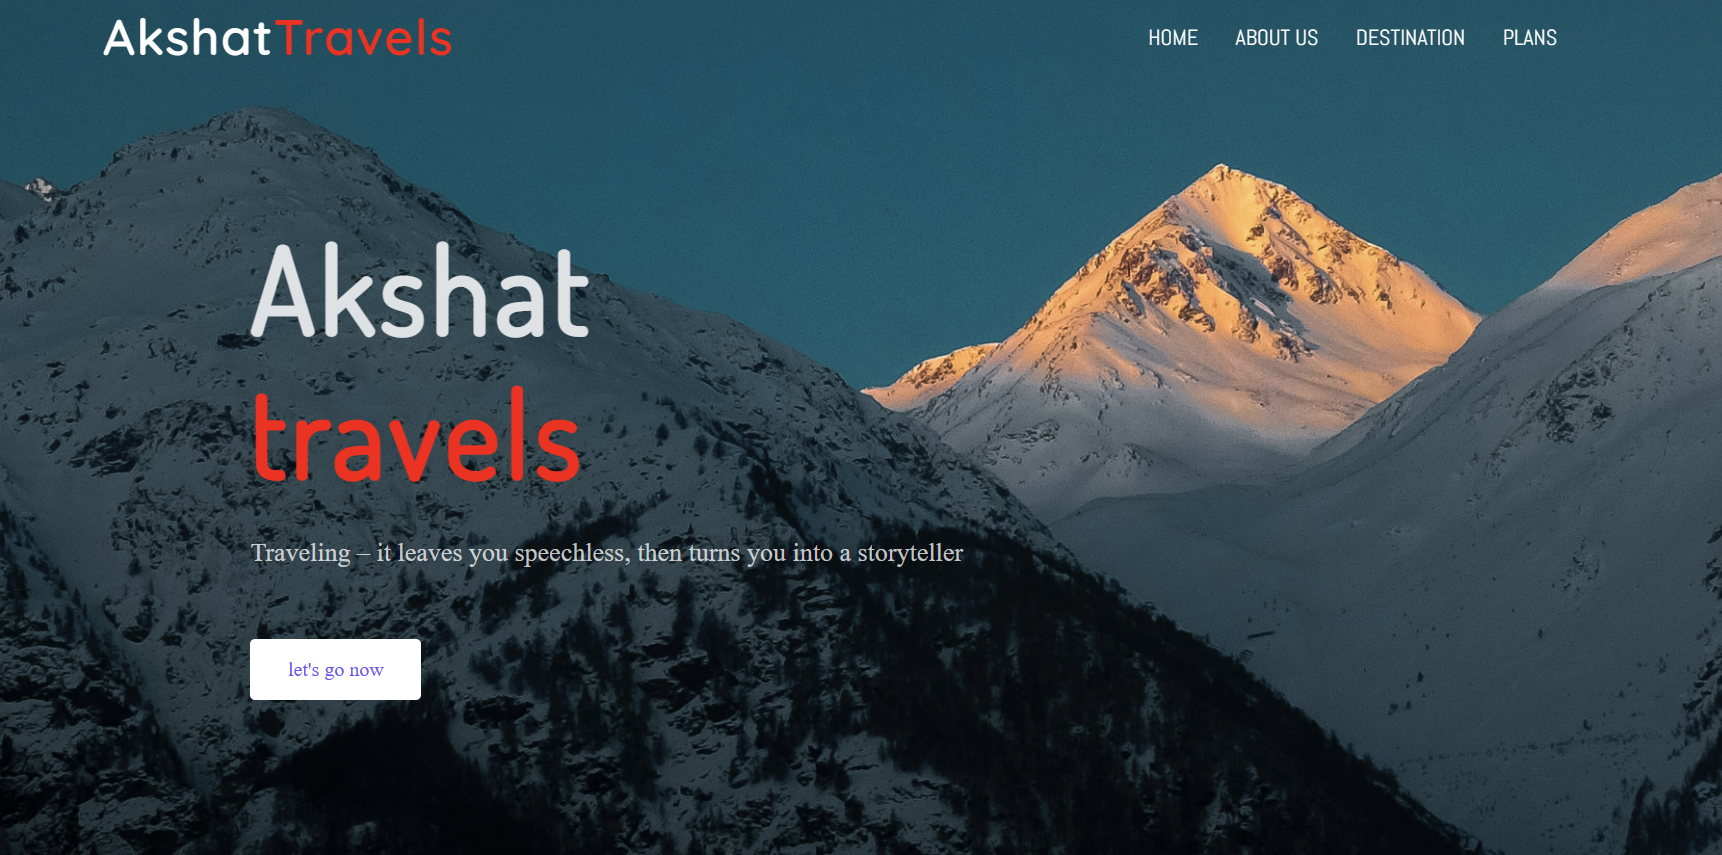 AkshatTravels
HOME ABOUT US DESTINATION PLANS
Akshat
travels
Traveling – it leaves you speechless, then turns you into a storyteller
let's go now